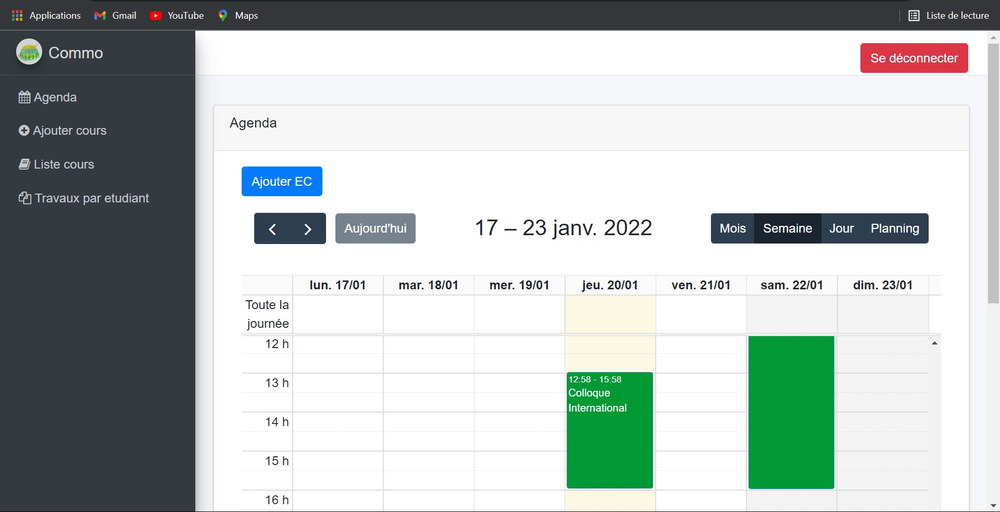 Applications
Gmail
YouTube
Maps
Liste de lecture
COMMO
Commo
Se déconnecter
Agenda
Ajouter cours
Liste cours
Travaux par etudiant
Agenda
Ajouter EC
Aujourd'hui
17 – 23 janv. 2022
Mois
Semaine
Jour
Planning
lun. 17/01
mar. 18/01
mer. 19/01
jeu. 20/01
ven. 21/01
sam. 22/01
dim. 23/01
Toute la
journée
12 h
13 h
12:58 - 15:58
Colloque
International
14 h
15 h
16 h